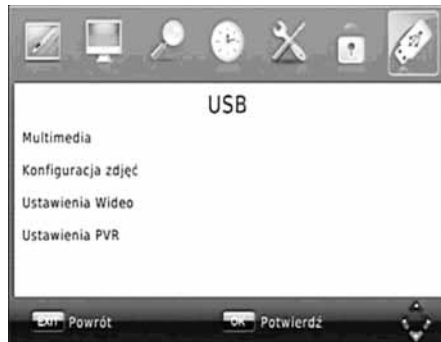 USB
Multimedia
Konfiguracja zdjęć
Ustawienia Wideo
Ustawienia PVR
EXIT Powrót OK Potwierdź